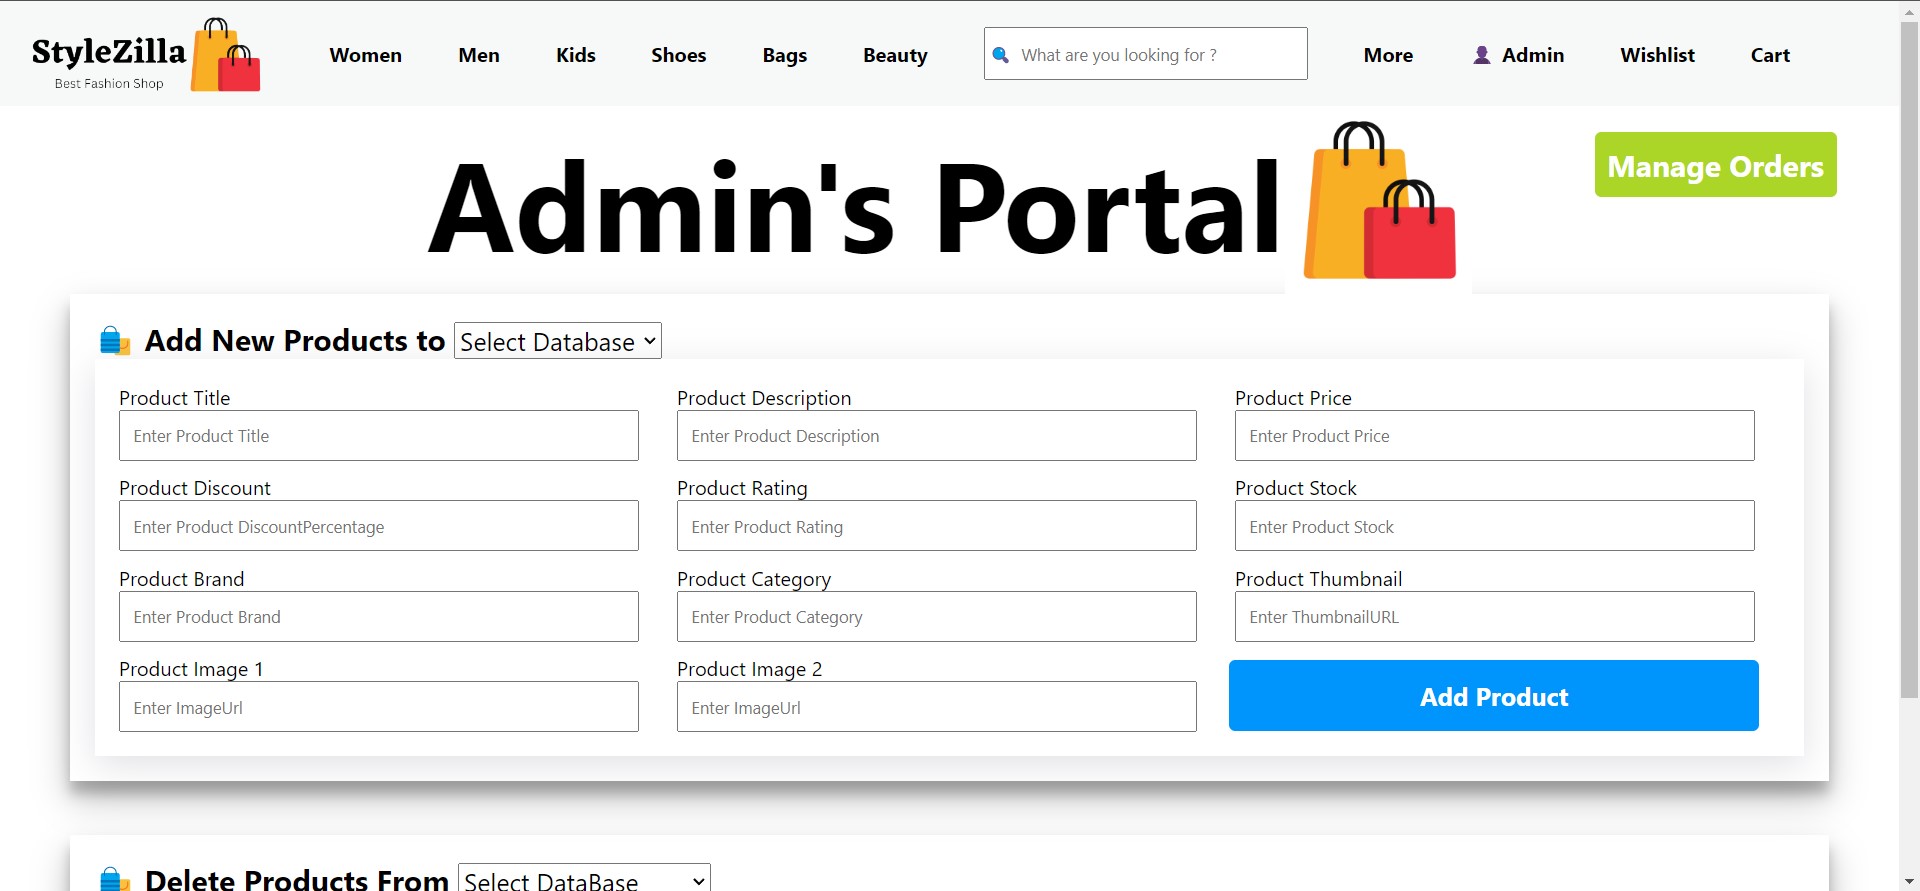 StyleZilla
Best Fashion Shop
Women Men Kids Shoes Bags Beauty What are you looking for ? More Admin Wishlist Cart
Admin's Portal
Manage Orders
Add New Products to Select Database
Product Title Product Description Product Price
Enter Product Title Enter Product Description Enter Product Price
Product Discount Product Rating Product Stock
Enter Product DiscountPercentage Enter Product Rating Enter Product Stock
Product Brand Product Category Product Thumbnail
Enter Product Brand Enter Product Category Enter ThumbnailURL
Product Image 1 Product Image 2
Enter ImageUrl Enter ImageUrl Add Product
Delete Products From Select DataBase